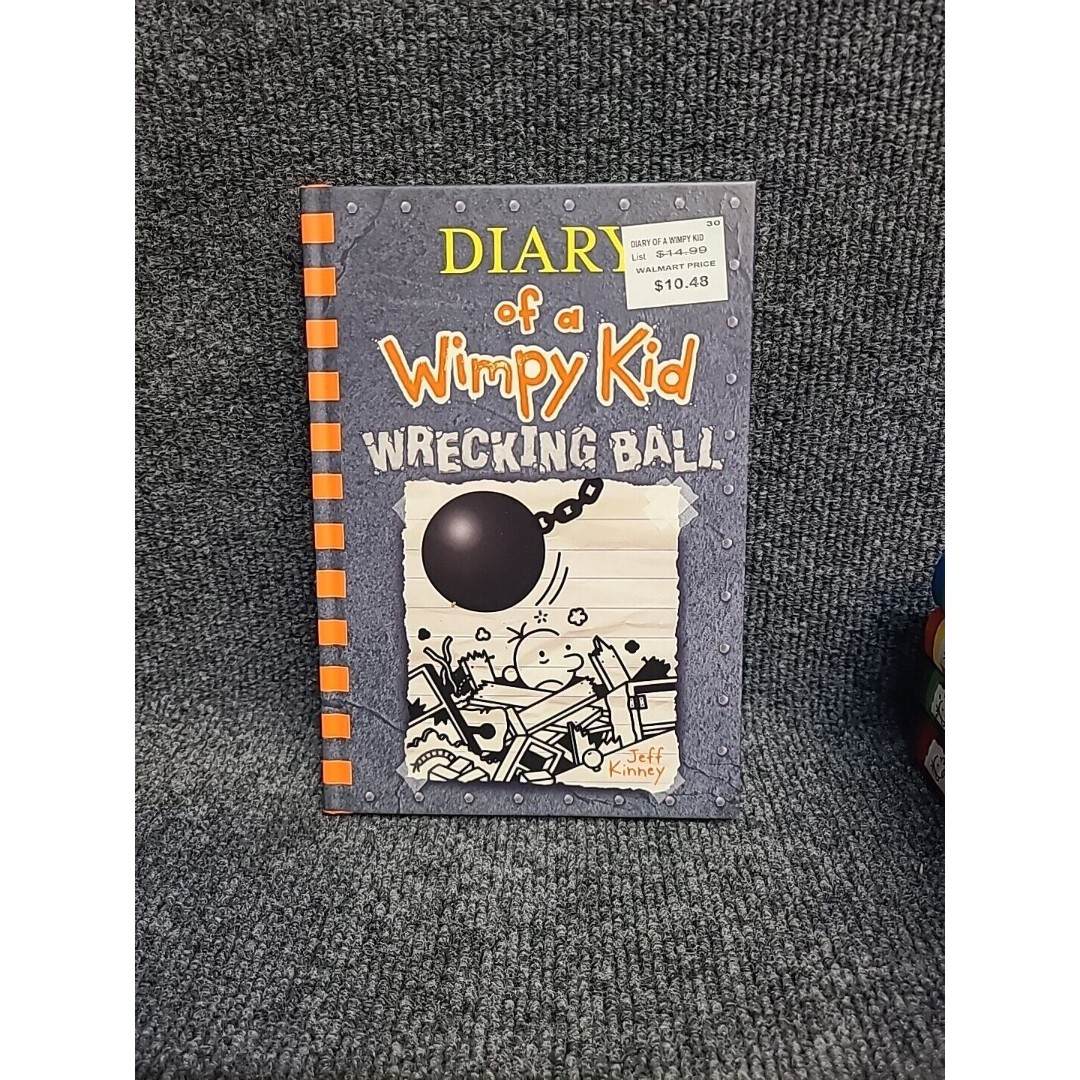 DIARY
of a
Wimpy Kid
WRECKING BALL
30
DIARY OF A WIMPY KID
List $14.99
WALMART PRICE
$10.48
Jeff
Kinney